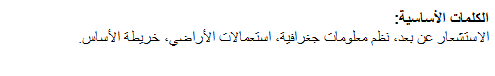 الكلمات الأساسية:
الاستشعار عن بعد، نظم معلومات جغرافية، استعمالات الأراضي، خريطة الأساس.